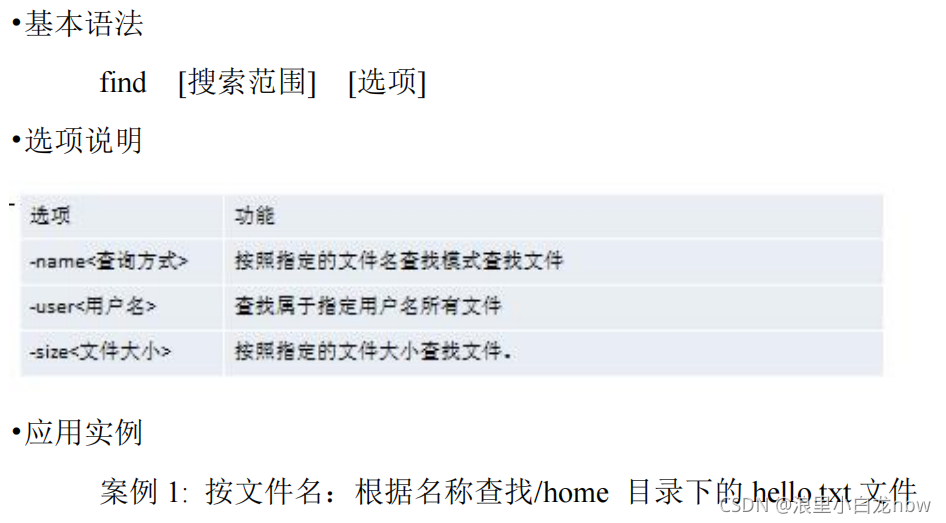 •基本语法
find [搜索范围] [选项]
•选项说明
-
选项 功能
-name<查询方式> 按照指定的文件名查找模式查找文件
-user<用户名> 查找属于指定用户名所有文件
-size<文件大小> 按照指定的文件大小查找文件。
•应用实例
案例 1: 按文件名：根据名称查找/home 目录下的 hello.txt 文件
CSDN @浪里小白龙hbw